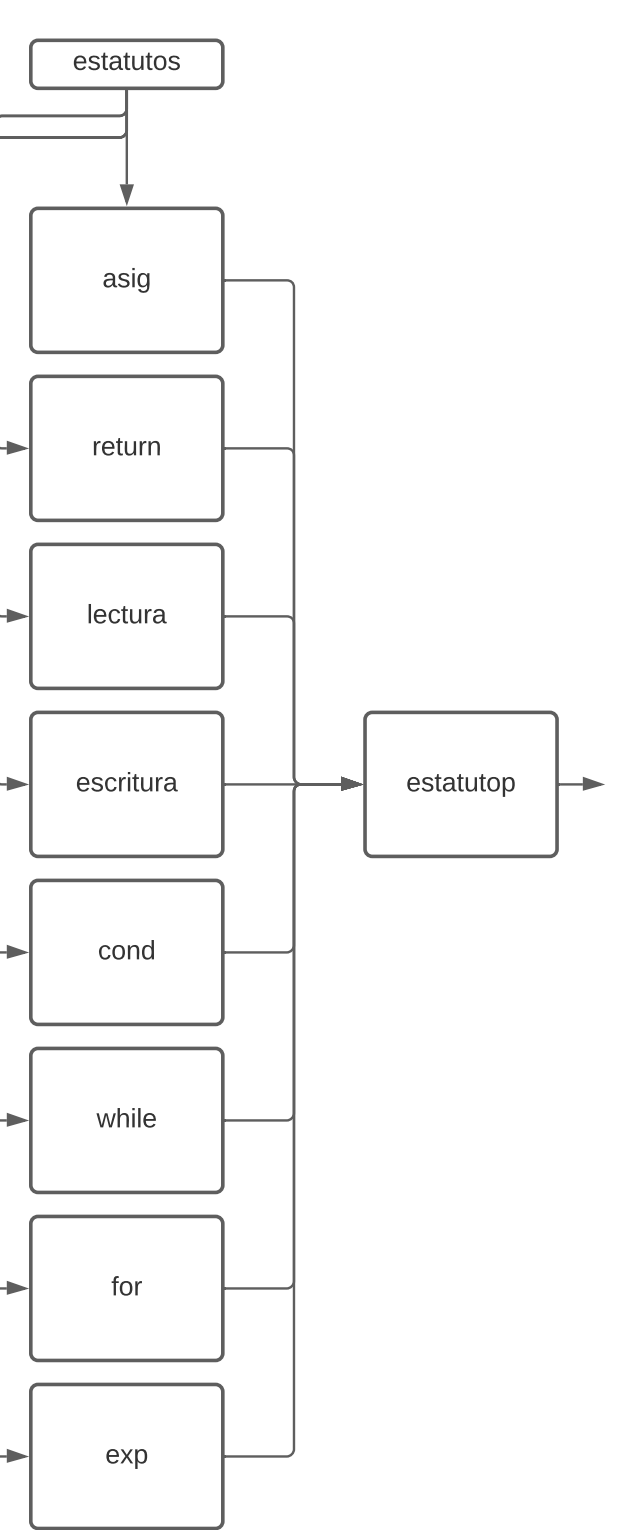 estatutos
asig
return
lectura
escritura
estatutop
cond
while
for
exp